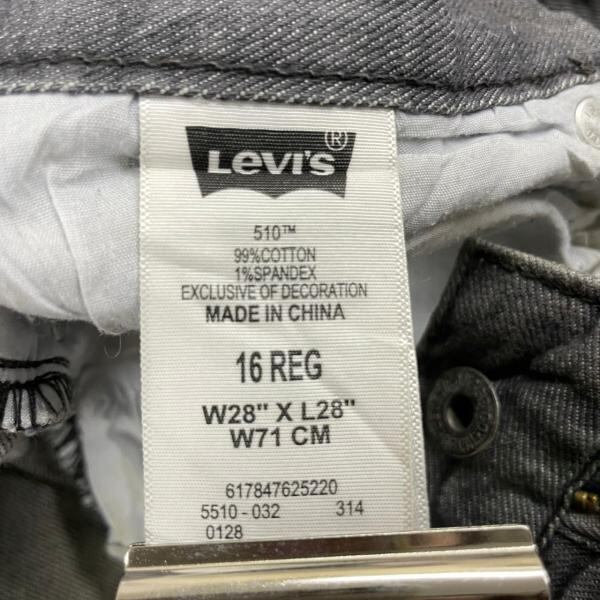 LEVI'S ®
510™
99%COTTON
1%SPANDEX
EXCLUSIVE OF DECORATION
MADE IN CHINA
16 REG
W28" X L28"
W71 CM
617847625220
5510-032 314
0128